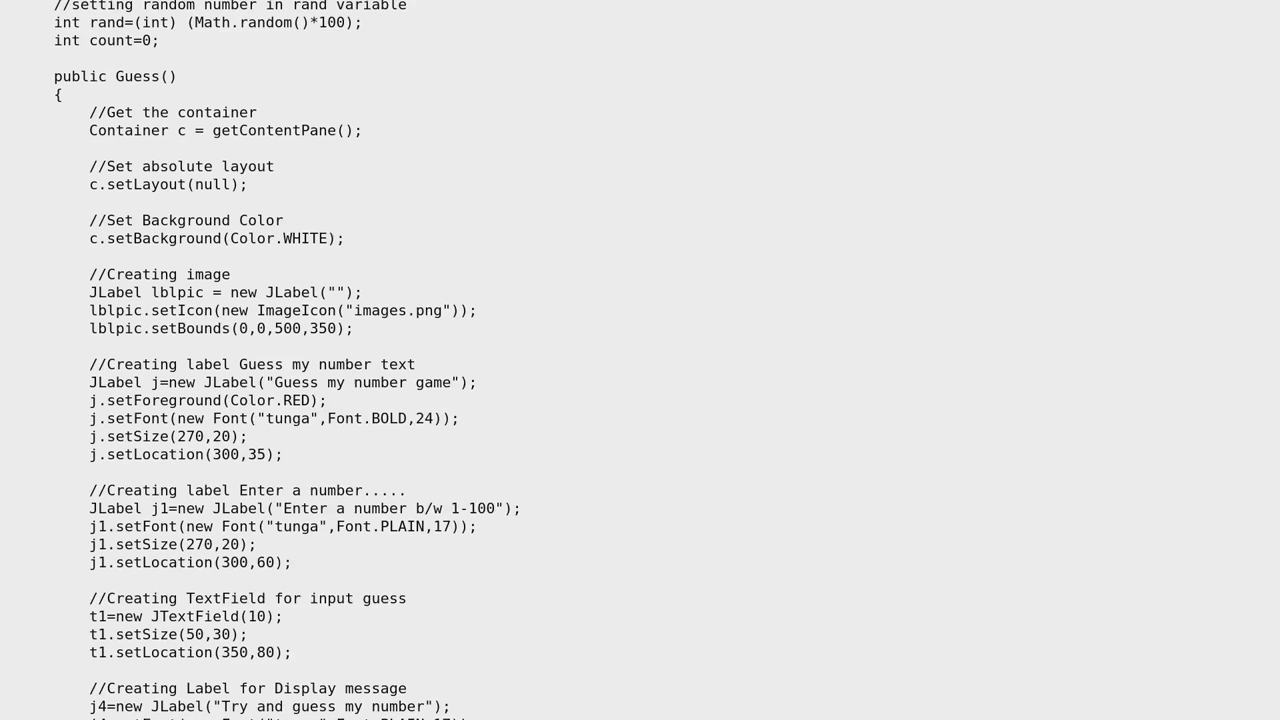 //setting random number in rand variable
int rand=(int) (Math.random()*100);
int count=0;
public Guess()
{
//Get the container
Container c = getContentPane();
//Set absolute layout
c.setLayout(null);
//Set Background Color
c.setBackground(Color.WHITE);
//Creating image
JLabel lblpic = new JLabel("");
lblpic.setIcon(new ImageIcon("images.png"));
lblpic.setBounds(0,0,500,350);
//Creating label Guess my number text
JLabel j=new JLabel("Guess my number game");
j.setForeground(Color.RED);
j.setFont(new Font("tunga",Font.BOLD,24));
j.setSize(270,20);
j.setLocation(300,35);
//Creating label Enter a number.....
JLabel j1=new JLabel("Enter a number b/w 1-100");
j1.setFont(new Font("tunga",Font.PLAIN,17));
j1.setSize(270,20);
j1.setLocation(300,60);
//Creating TextField for input guess
t1=new JTextField(10);
t1.setSize(50,30);
t1.setLocation(350,80);
//Creating Label for Display message
j4=new JLabel("Try and guess my number");